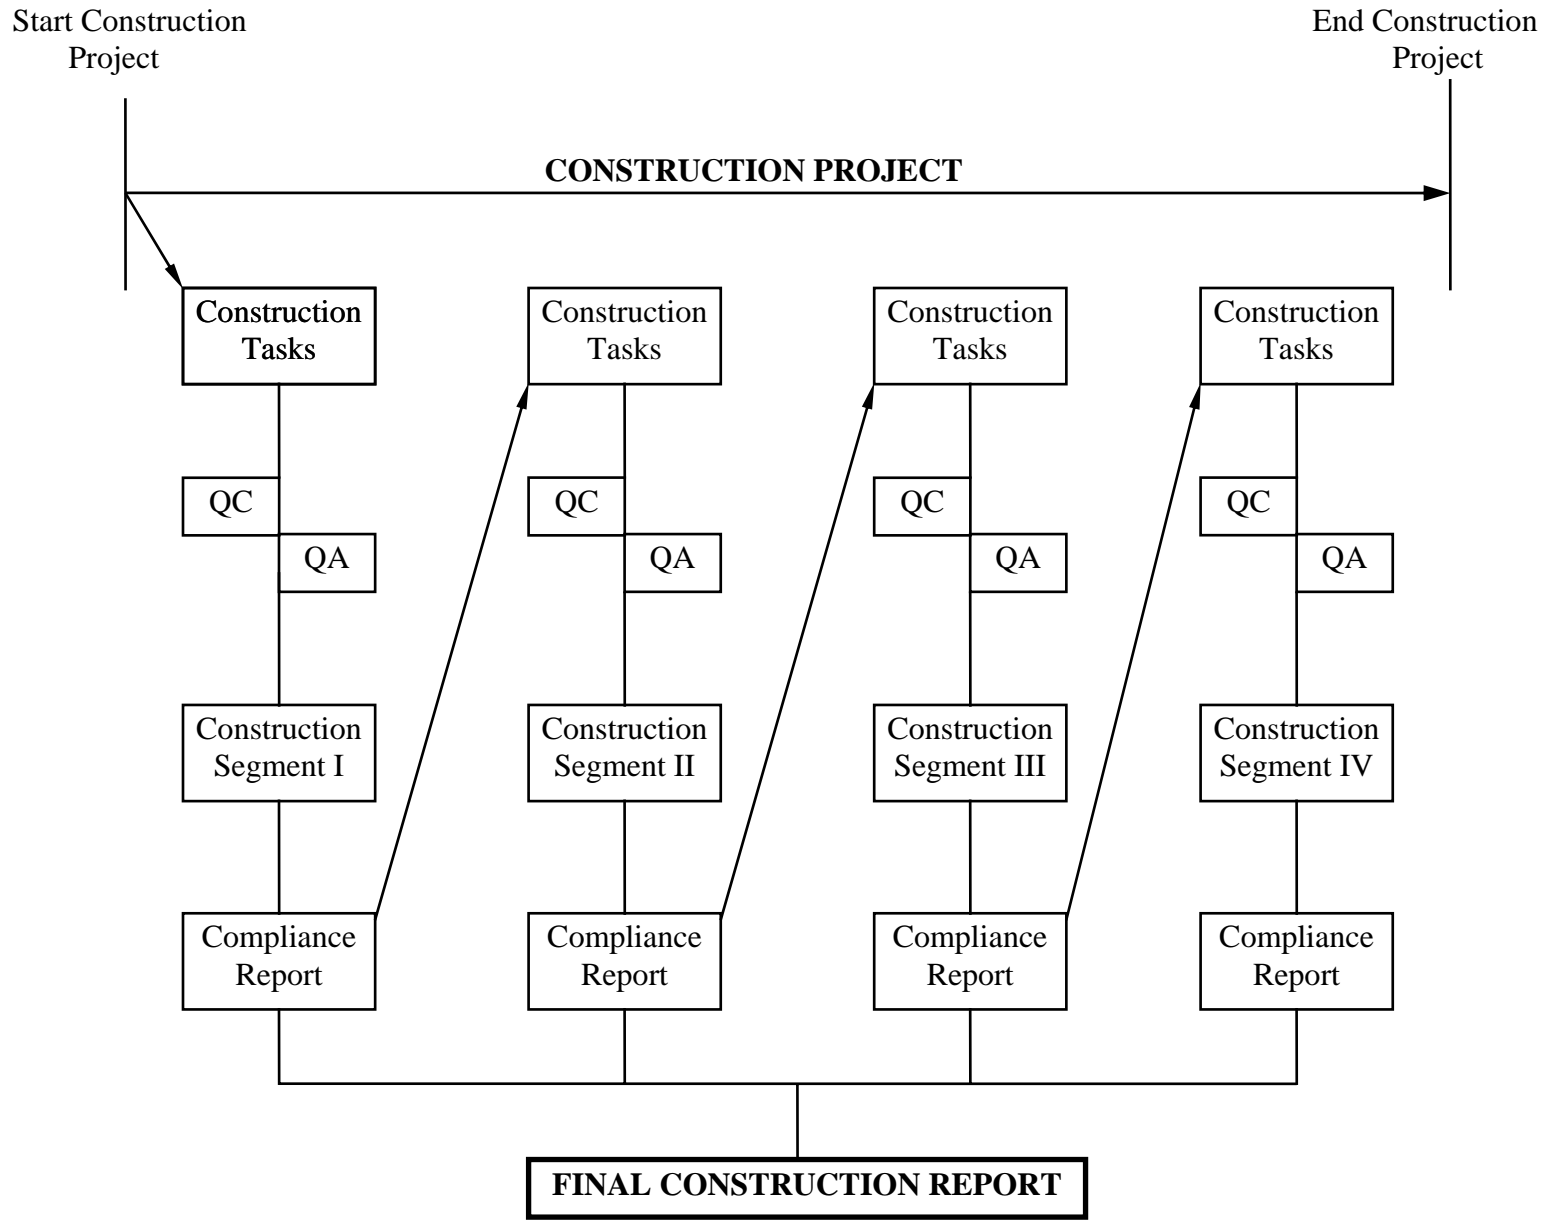 Start Construction
Project
End Construction
Project
CONSTRUCTION PROJECT
Construction
Tasks
Construction
Tasks
Construction
Tasks
Construction
Tasks
QC
QC
QC
QC
QA
QA
QA
QA
Construction
Segment I
Construction
Segment II
Construction
Segment III
Construction
Segment IV
Compliance
Report
Compliance
Report
Compliance
Report
Compliance
Report
FINAL CONSTRUCTION REPORT